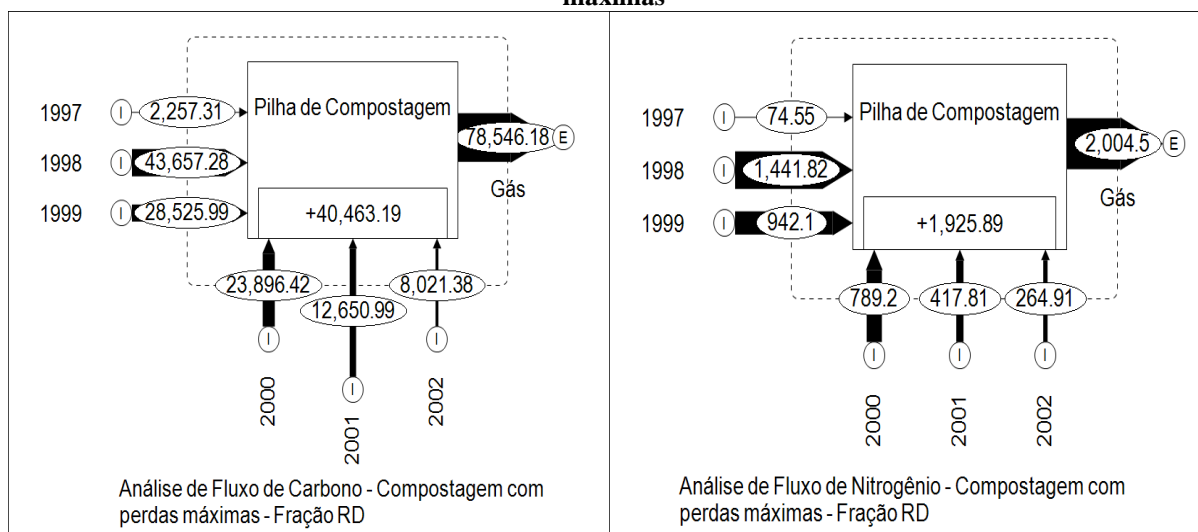 máximas
1997
I
2,257.31
Pilha de Compostagem
78,546.18
E
1998
I
43,657.28
Gás
1999
I
28,525.99
+40,463.19
23,896.42
12,650.99
8,021.38
I
I
I
2000
2001
2002
Análise de Fluxo de Carbono - Compostagem com
perdas máximas - Fração RD
1997
I
74.55
Pilha de Compostagem
2,004.5
E
1998
I
1,441.82
Gás
1999
I
942.1
+1,925.89
789.2
417.81
264.91
I
I
I
2000
2001
2002
Análise de Fluxo de Nitrogênio - Compostagem com
perdas máximas - Fração RD